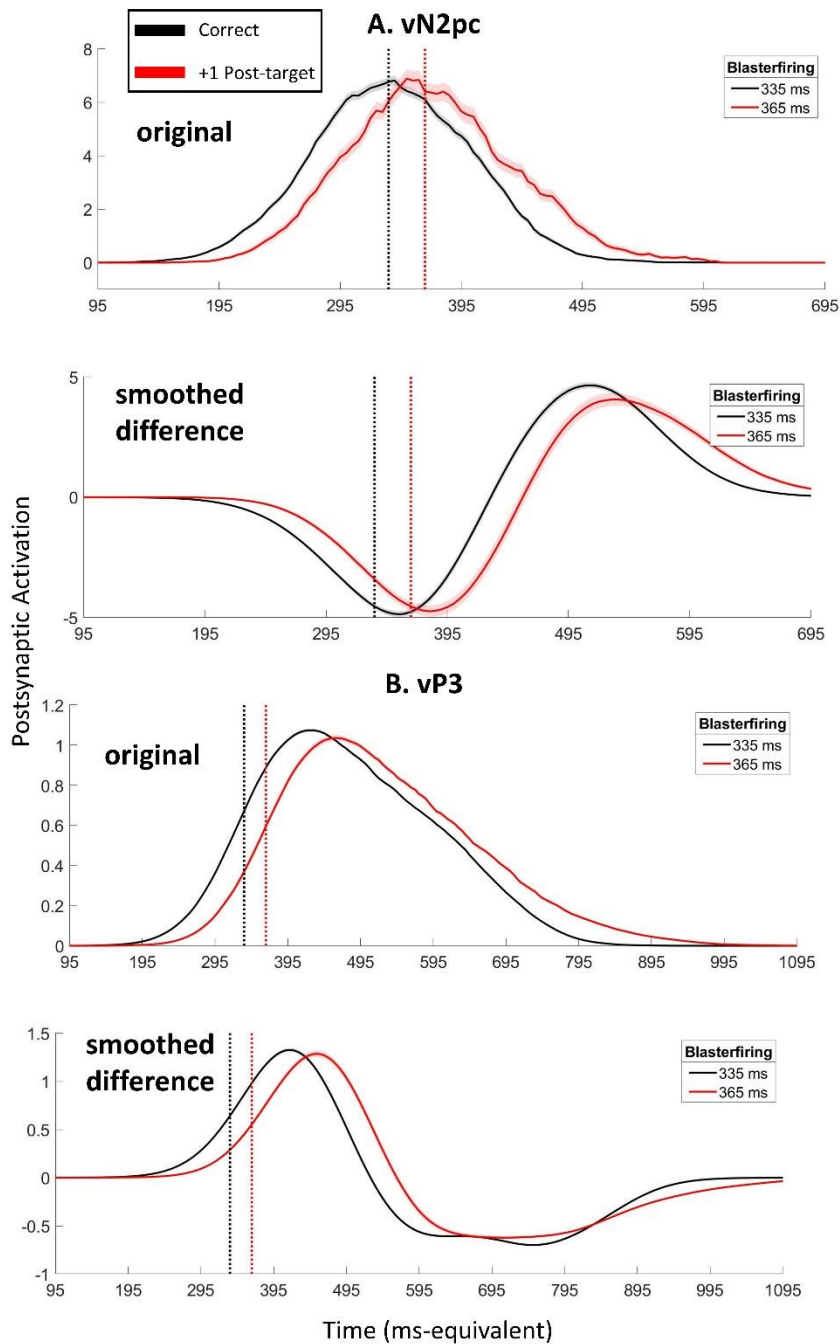 A. vN2pc
Correct
+1 Post-target
original
Blasterfiring
335 ms
365 ms
8
6
4
2
0
95 195 295 395 495 595 695
smoothed
difference
Blasterfiring
335 ms
365 ms
5
0
-5
95 195 295 395 495 595 695
Postsynaptic Activation
B. vP3
original
Blasterfiring
335 ms
365 ms
1.2
1
0.8
0.6
0.4
0.2
0
95 195 295 395 495 595 695 795 895 995 1095
smoothed
difference
Blasterfiring
335 ms
365 ms
1.5
1
0.5
0
-0.5
-1
95 195 295 395 495 595 695 795 895 995 1095
Time (ms-equivalent)